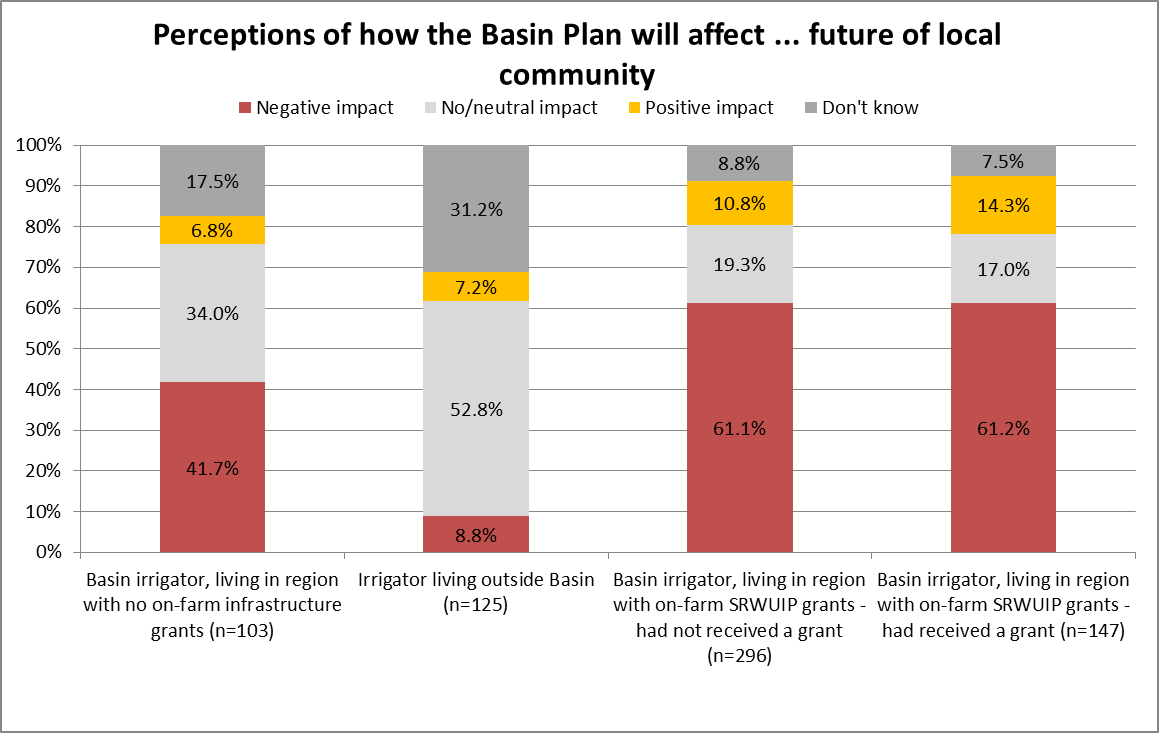 Perceptions of how the Basin Plan will affect ... future of local
community
Negative impact No/neutral impact Positive impact Don't know
100%
90%
80%
70%
60%
50%
40%
30%
20%
10%
0%
17.5%
6.8%
34.0%
41.7%
31.2%
7.2%
52.8%
8.8%
8.8%
10.8%
19.3%
61.1%
7.5%
14.3%
17.0%
61.2%
Basin irrigator, living in region
with no on-farm infrastructure
grants (n=103)
Irrigator living outside Basin
(n=125)
Basin irrigator, living in region
with on-farm SRWUIP grants -
had not received a grant
(n=296)
Basin irrigator, living in region
with on-farm SRWUIP grants -
had received a grant (n=147)